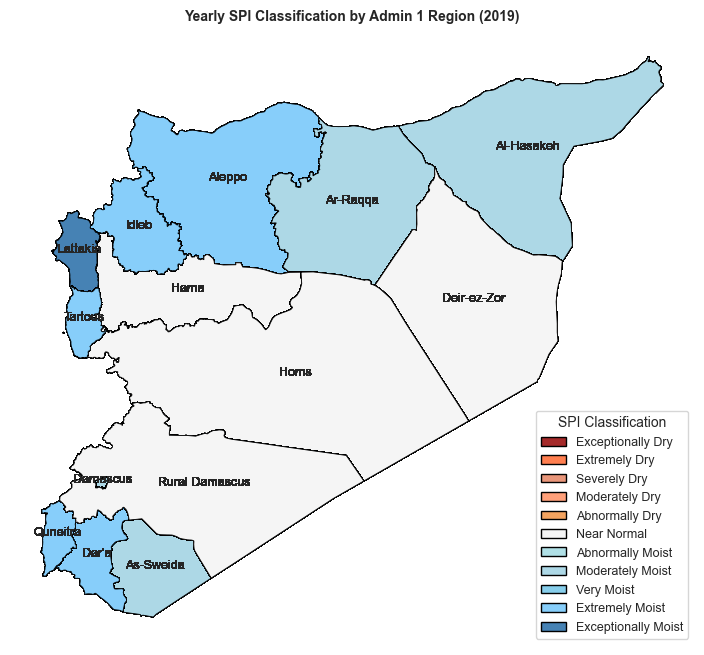 Yearly SPI Classification by Admin 1 Region (2019)
Al-Hasakeh
Aleppo
Ar-Raqqa
Idleb
Lattakia
Hama
Deir-ez-Zor
Tartous
Homs
Damascus
Rural Damascus
Quneitra
Dar'a
As-Sweida
SPI Classification
Exceptionally Dry
Extremely Dry
Severely Dry
Moderately Dry
Abnormally Dry
Near Normal
Abnormally Moist
Moderately Moist
Very Moist
Extremely Moist
Exceptionally Moist